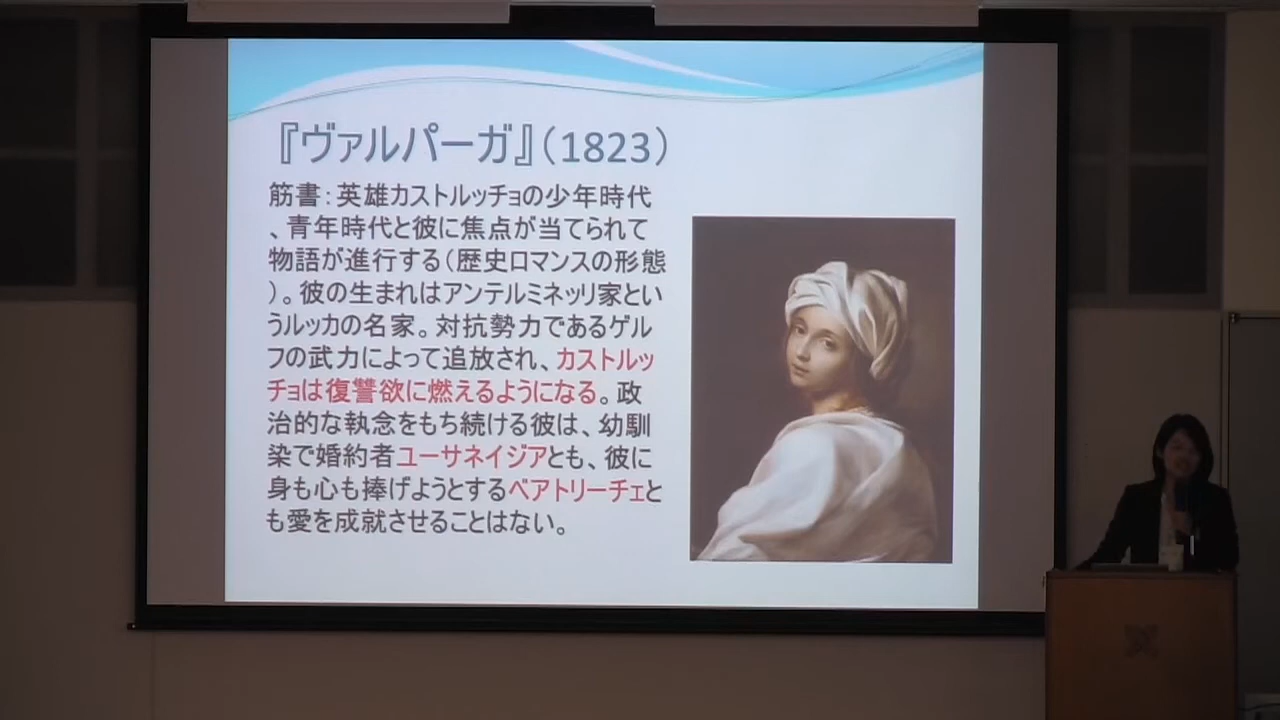 『ヴァルパーガ』（1823）
筋書：英雄カストルッチョの少年時代
、青年時代と彼に焦点が当てられて
物語が進行する（歴史ロマンスの形態
）。彼の生まれはアンテルミネッリ家とい
うルッカの名家。対抗勢力であるゲル
フの武力によって追放され、カストルッ
チョは復讐欲に燃えるようになる。政
治的な執念をもち続ける彼は、幼馴
染で婚約者ユーサネイジアとも、彼に
身も心も捧げようとするベアトリーチェと
も愛を成就させることはない。